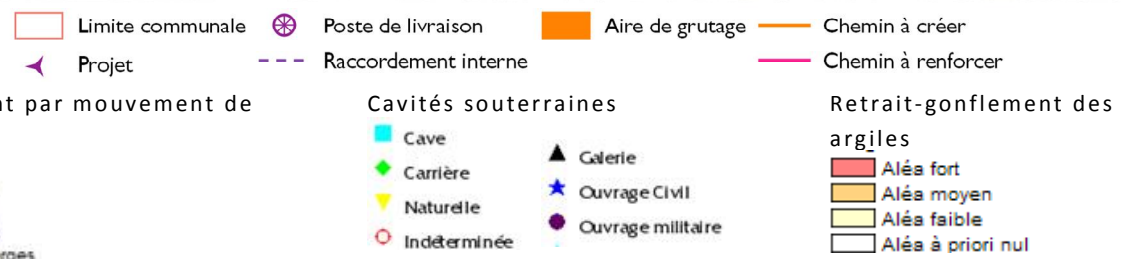 Limite communale Poste de livraison Aire de grutage Chemin à créer
Projet Raccordement interne Chemin à renforcer
par mouvement de
Cavités souterraines
Cave
Carrière
Naturelle
Indéterminée
Galerie
Ouvrage Civil
Ouvrage militaire
Retrait-gonflement des
argiles
Aléa fort
Aléa moyen
Aléa faible
Aléa à priori nul